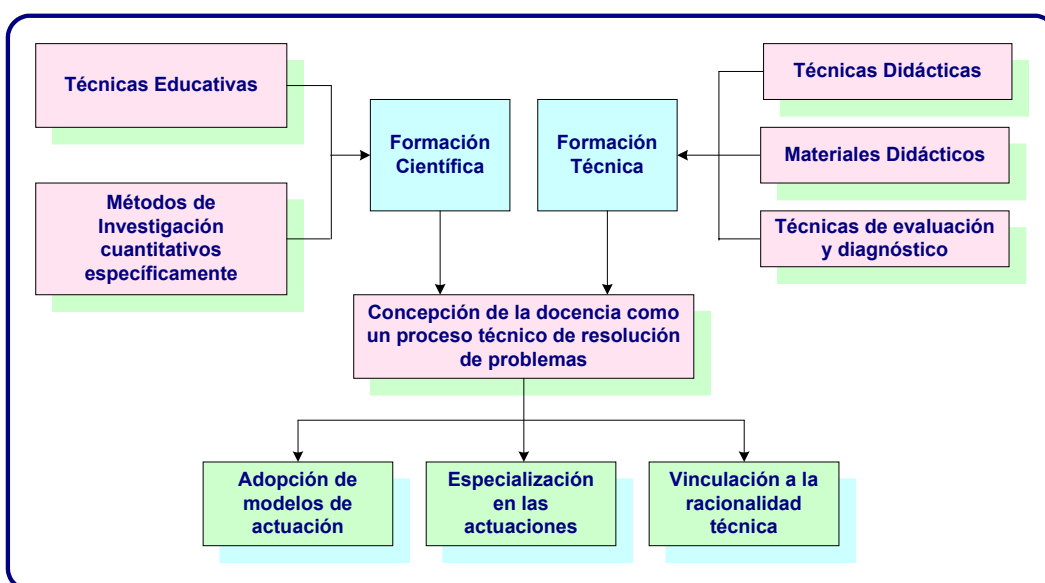 Técnicas Educativas
Métodos de
Investigación
cuantitativos
específicamente
Formación
Científica
Formación
Técnica
Técnicas Didácticas
Materiales Didácticos
Técnicas de evaluación
y diagnóstico
Concepción de la docencia como
un proceso técnico de resolución
de problemas
Adopción de
modelos de
actuación
Especialización
en las
actuaciones
Vinculación a la
racionalidad
técnica